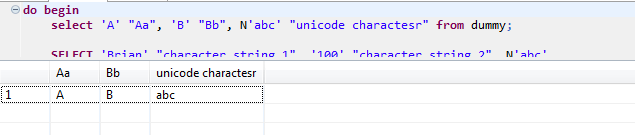 do begin
select 'A' "Aa", 'B' "Bb", N'abc' "unicode charactesr" from dummy;
SELECT 'Brian' "character string 1", '100' "character string 2", N'abc'
Aa Bb unicode charactesr
1 A B abc